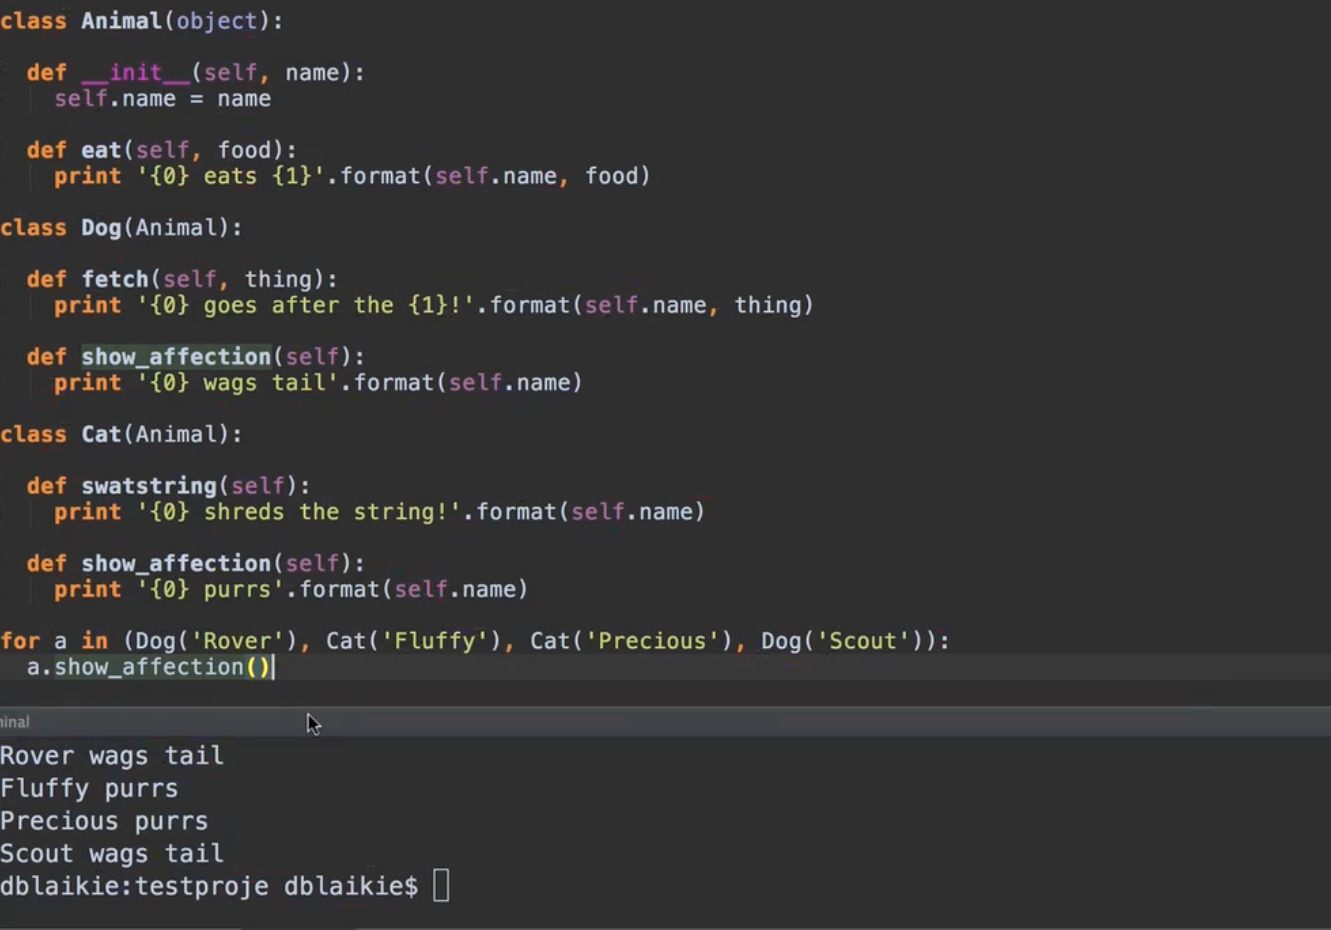 class Animal(object):
def __init__(self, name):
self.name = name
def eat(self, food):
print '{0} eats {1}'.format(self.name, food)
class Dog(Animal):
def fetch(self, thing):
print '{0} goes after the {1}!'.format(self.name, thing)
def show_affection(self):
print '{0} wags tail'.format(self.name)
class Cat(Animal):
def swatstring(self):
print '{0} shreds the string!'.format(self.name)
def show_affection(self):
print '{0} purrs'.format(self.name)
for a in (Dog('Rover'), Cat('Fluffy'), Cat('Precious'), Dog('Scout')):
a.show_affection()
minal
Rover wags tail
Fluffy purrs
Precious purrs
Scout wags tail
dblaikie:testproje dblaikie$